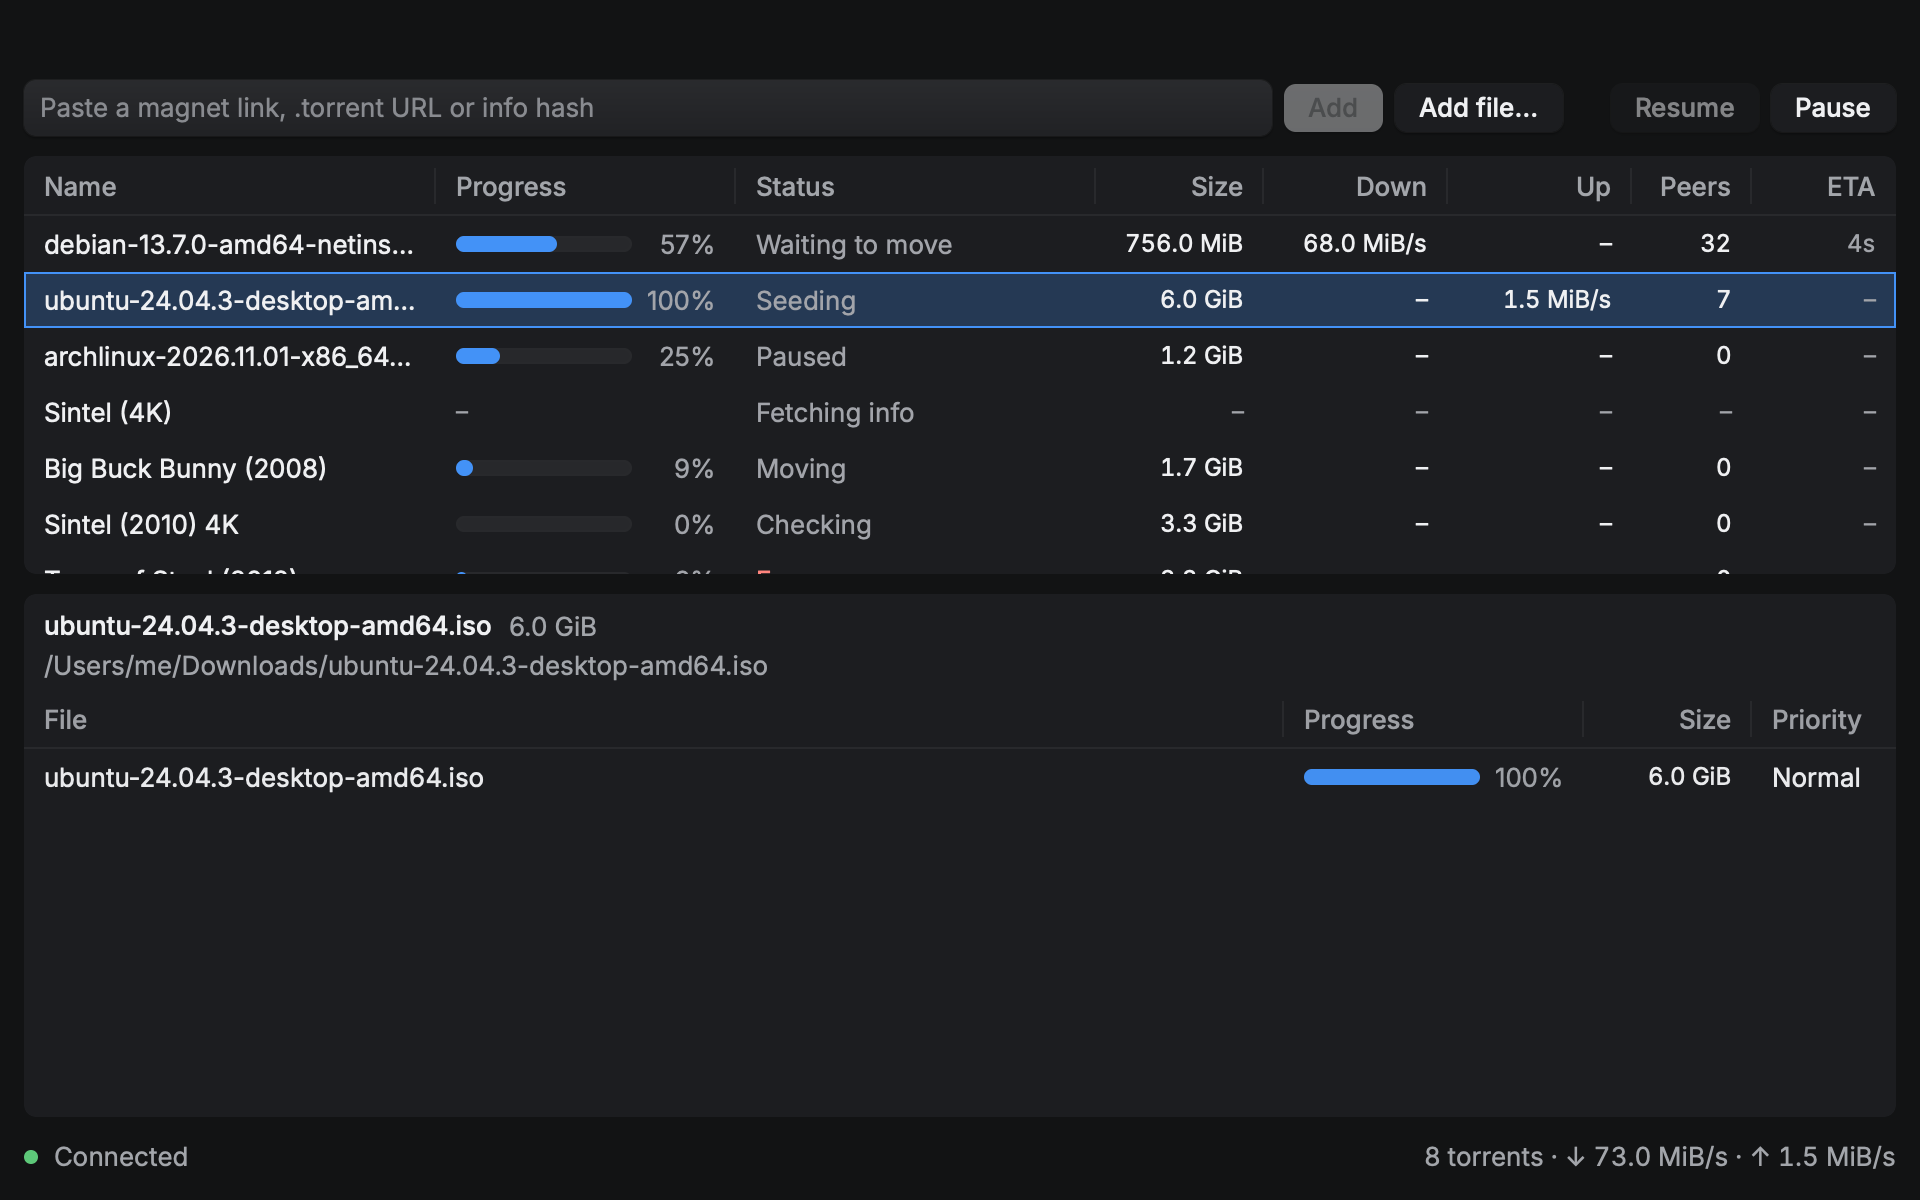 Paste a magnet link, .torrent URL or info hash Add Add file... Resume Pause
Name Progress Status Size Down Up Peers ETA
debian-13.7.0-amd64-netins... 57% Waiting to move 756.0 MiB 68.0 MiB/s – 32 4s
ubuntu-24.04.3-desktop-am... 100% Seeding 6.0 GiB – 1.5 MiB/s 7 –
archlinux-2026.11.01-x86_64... 25% Paused 1.2 GiB – – 0 –
Sintel (4K) – Fetching info – – – – –
Big Buck Bunny (2008) 9% Moving 1.7 GiB – – 0 –
Sintel (2010) 4K 0% Checking 3.3 GiB – – 0 –
ubuntu-24.04.3-desktop-amd64.iso 6.0 GiB
/Users/me/Downloads/ubuntu-24.04.3-desktop-amd64.iso
File Progress Size Priority
ubuntu-24.04.3-desktop-amd64.iso 100% 6.0 GiB Normal
Connected 8 torrents · ↓ 73.0 MiB/s · ↑ 1.5 MiB/s